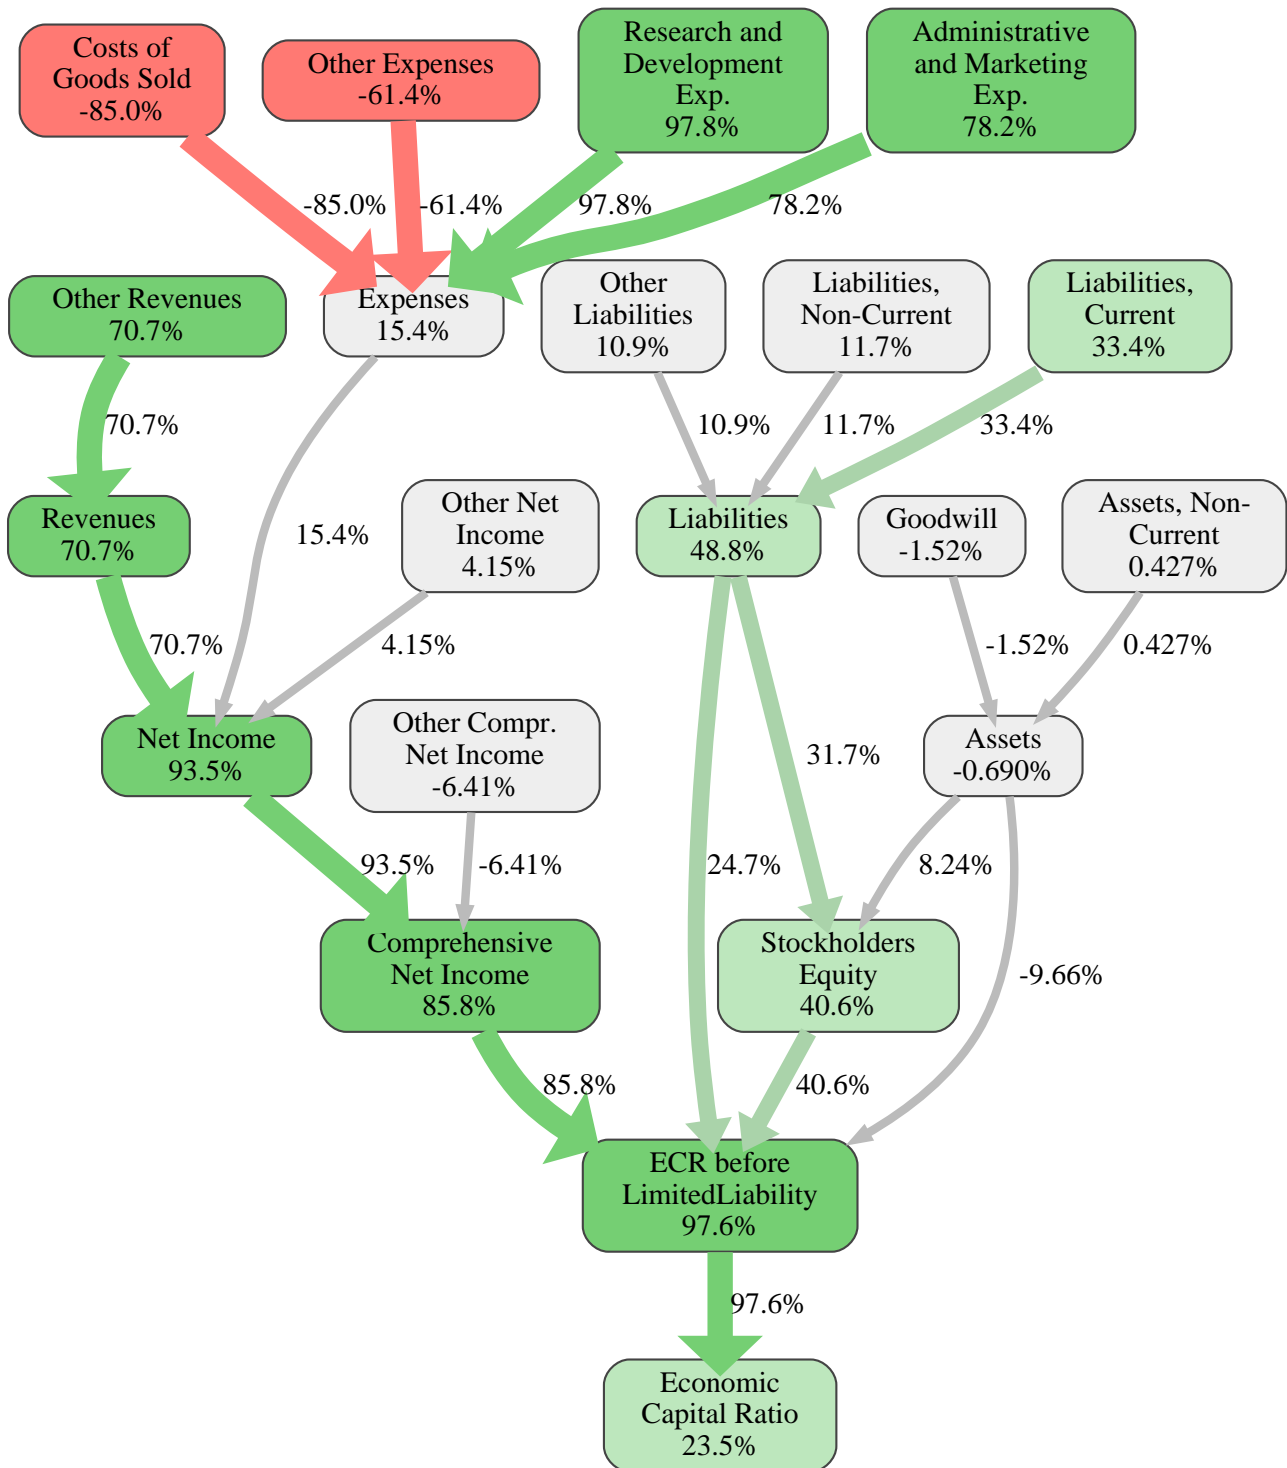 Costs of
Goods Sold
-85.0%
Other Expenses
-61.4%
Research and
Development
Exp.
97.8%
Administrative
and Marketing
Exp.
78.2%
-85.0%
-61.4%
97.8%
78.2%
Other Revenues
70.7%
Expenses
15.4%
Other
Liabilities
10.9%
Liabilities,
Non-Current
11.7%
Liabilities,
Current
33.4%
70.7%
10.9%
11.7%
33.4%
Revenues
70.7%
15.4%
Other Net
Income
4.15%
Liabilities
48.8%
Goodwill
-1.52%
Assets, Non-
Current
0.427%
70.7%
4.15%
-1.52%
0.427%
Net Income
93.5%
Other Compr.
Net Income
-6.41%
31.7%
Assets
-0.690%
93.5%
-6.41%
24.7%
8.24%
Comprehensive
Net Income
85.8%
Stockholders
Equity
40.6%
-9.66%
85.8%
40.6%
ECR before
LimitedLiability
97.6%
97.6%
Economic
Capital Ratio
23.5%